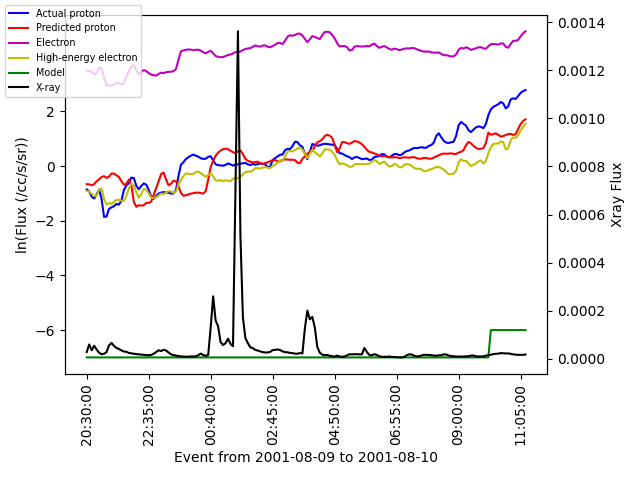 Actual proton
Predicted proton
Electron
High-energy electron
Model
X-ray
2
0
−2
−4
−6
ln(Flux (/cc/s/sr))
0.0014
0.0012
0.0010
0.0008
0.0006
0.0004
0.0002
0.0000
Xray Flux
20:30:00
22:35:00
00:40:00
02:45:00
04:50:00
06:55:00
09:00:00
11:05:00
Event from 2001-08-09 to 2001-08-10